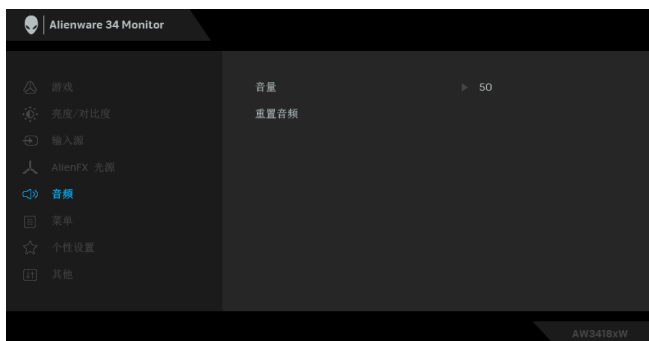 Alienware 34 Monitor
游戏
亮度/对比度
输入源
AlienFX 光源
音频
菜单
个性设置
其他
音量 50
重置音频
AW3418xW